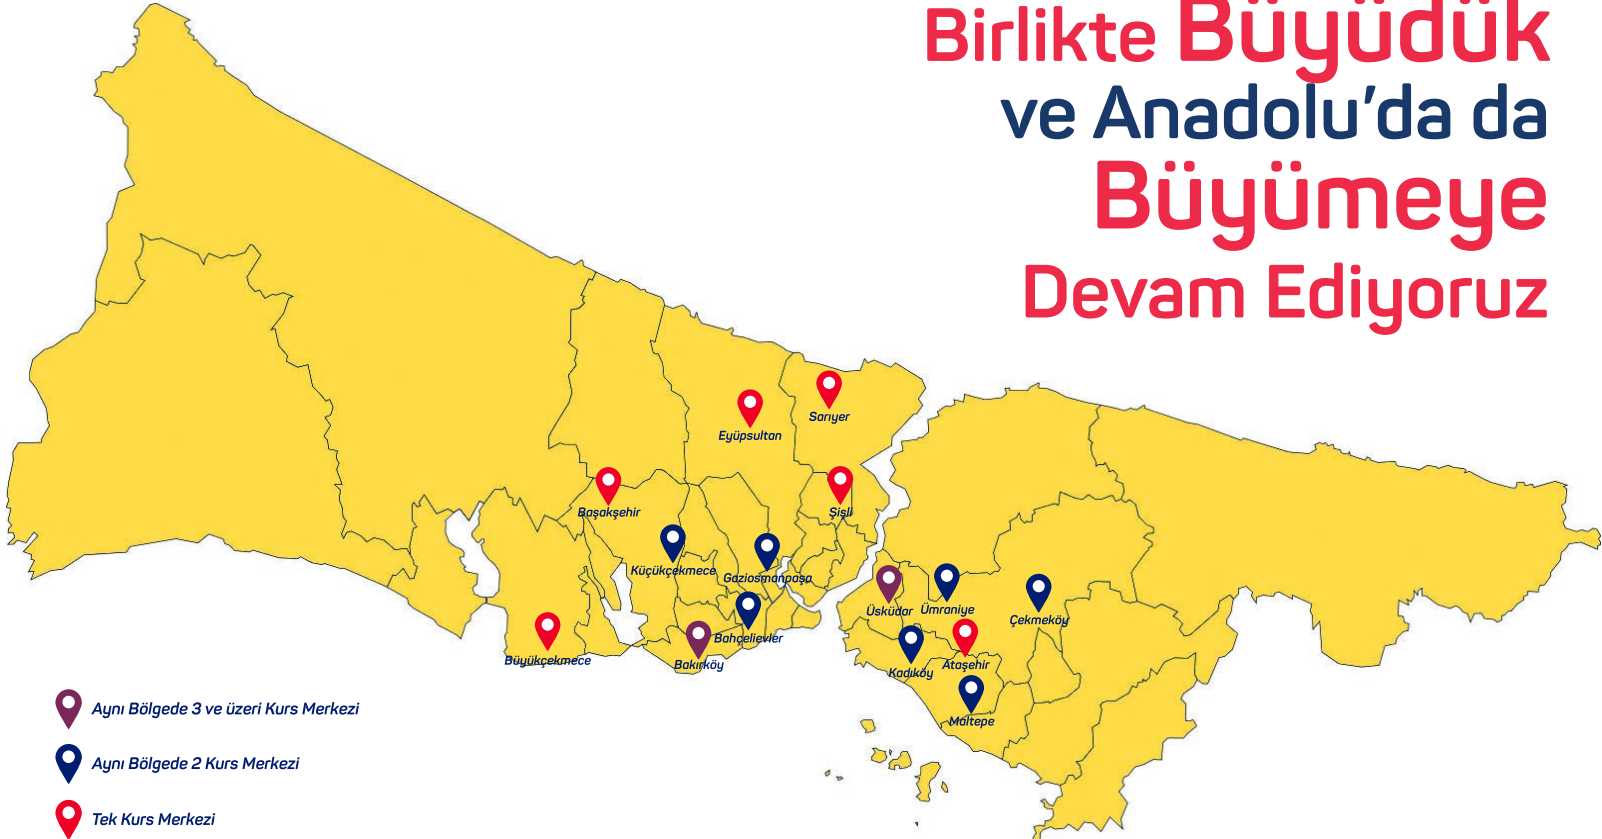 Birlikte Büyüdük
ve Anadolu'da da
Büyümeye
Devam Ediyoruz
Sarıyer
Eyüpsultan
Başakşehir
Şişli
Küçükçekmece
Gaziosmanpaşa
Üsküdar
Ümraniye
Çekmeköy
Bahçelievler
Büyükçekmece
Bakırköy
Kadıköy
Ataşehir
Maltepe
Aynı Bölgede 3 ve üzeri Kurs Merkezi
Aynı Bölgede 2 Kurs Merkezi
Tek Kurs Merkezi